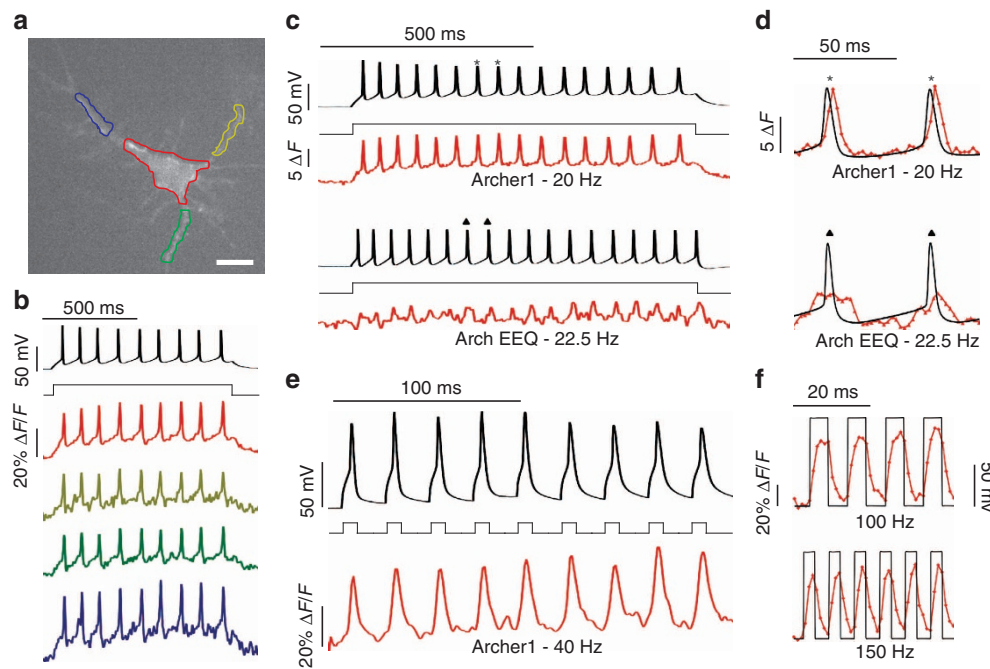 a
b
500 ms
50 mV
20% ΔF/F
c
500 ms
50 mV
* *
5 ΔF
Archer1 - 20 Hz
Arch EEQ - 22.5 Hz
d
50 ms
* *
5 ΔF
Archer1 - 20 Hz
Arch EEQ - 22.5 Hz
e
100 ms
50 mV
20% ΔF/F
Archer1 - 40 Hz
f
20 ms
20% ΔF/F
50 mV
100 Hz
150 Hz